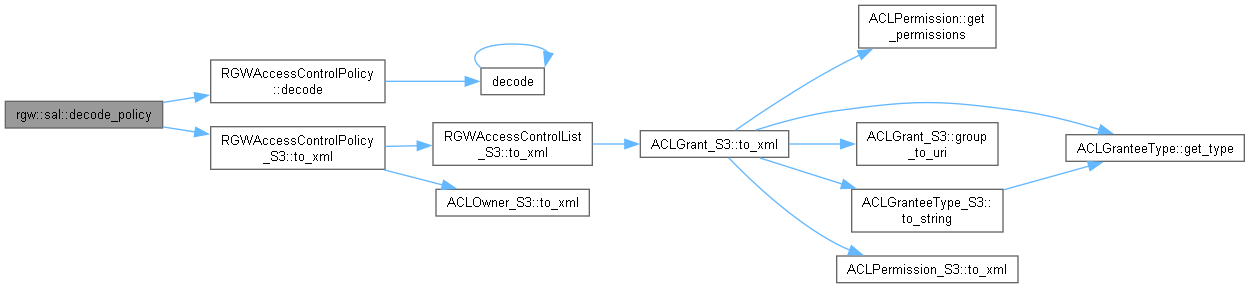 rgw::sal::decode_policy
RGWAccessControlPolicy
::decode
decode
RGWAccessControlPolicy
_S3::to_xml
RGWAccessControlList
_S3::to_xml
ACLOwner_S3::to_xml
ACLGrant_S3::to_xml
ACLPermission::get
_permissions
ACLGrant_S3::group
_to_uri
ACLGranteeType_S3::
to_string
ACLPermission_S3::to_xml
ACLGranteeType::get_type